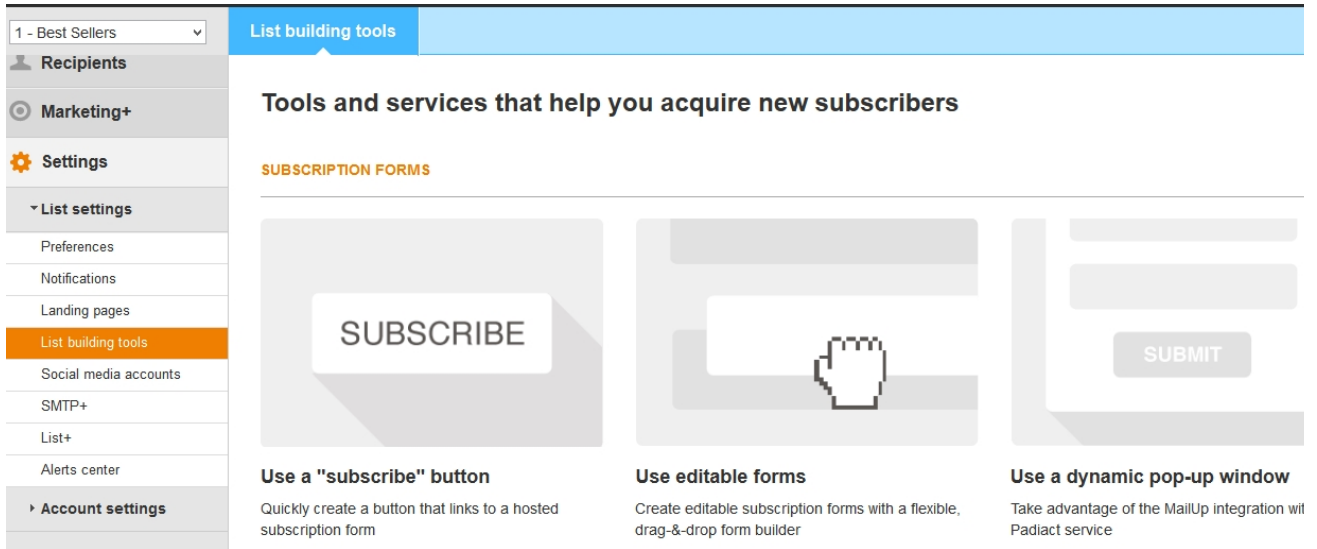 1 - Best Sellers
List building tools
Recipients
Marketing+
Settings
List settings
Preferences
Notifications
Landing pages
List building tools
Social media accounts
SMTP+
List+
Alerts center
Account settings
Tools and services that help you acquire new subscribers
SUBSCRIPTION FORMS
SUBSCRIBE
Use a "subscribe" button
Quickly create a button that links to a hosted
subscription form
Use editable forms
Create editable subscription forms with a flexible,
drag-&-drop form builder
SUBMIT
Use a dynamic pop-up window
Take advantage of the MailUp integration
Padiact service